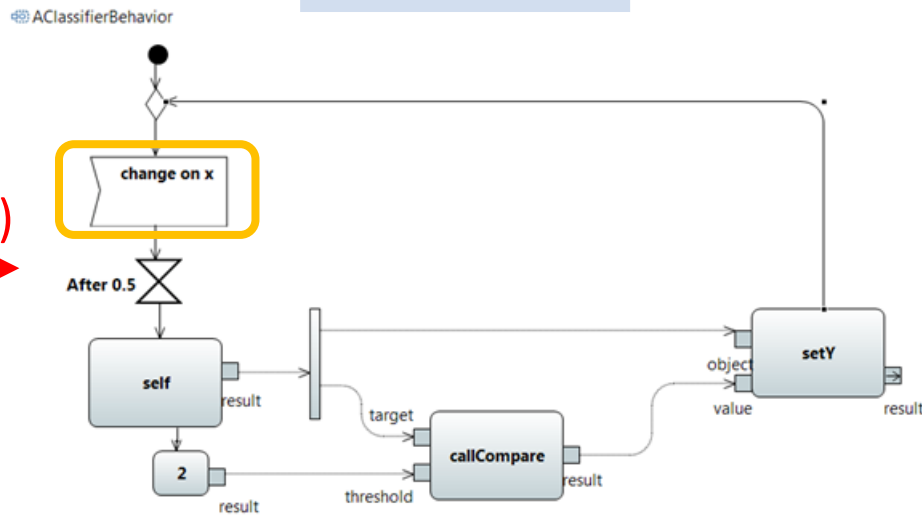 AClassifierBehavior
change on x
)
After 0.5
self
result
2
result
target
threshold
callCompare
result
object
value
setY
result